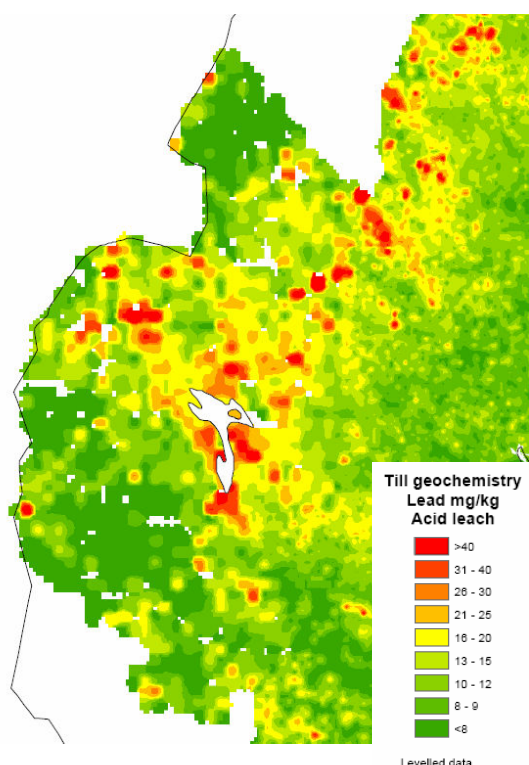 Till geochemistry
Lead mg/kg
Acid leach
>40
31 - 40
26 - 30
21 - 25
16 - 20
13 - 15
10 - 12
8 - 9
<8
Levelled data